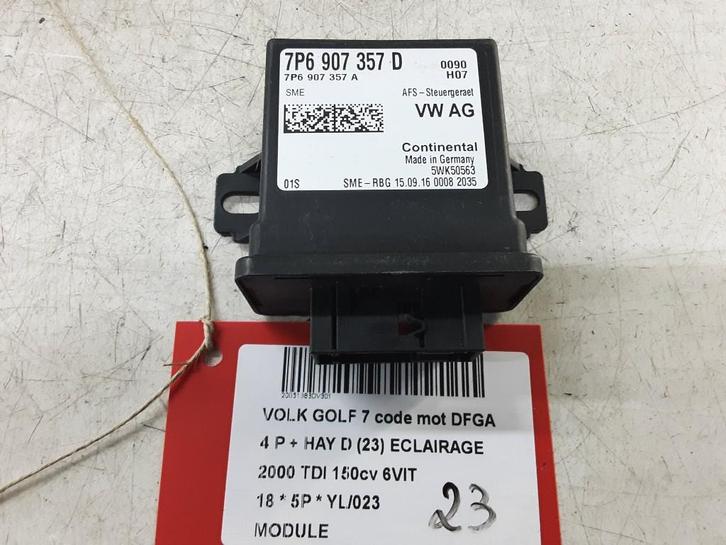 7P6 907 357 D
7P6 907 357 A
0090
H07
SME
AFS-Steuergeraet
VW AG
Continental
Made in Germany
5WK50563
01S
SME-RBG 15.09.16 0008 2035
VOLK GOLF 7 code mot DFGA
4 P + HAY D (23) ECLAIRAGE
2000 TDI 150cv 6VIT
18 * 5P * YL/023
MODULE
23